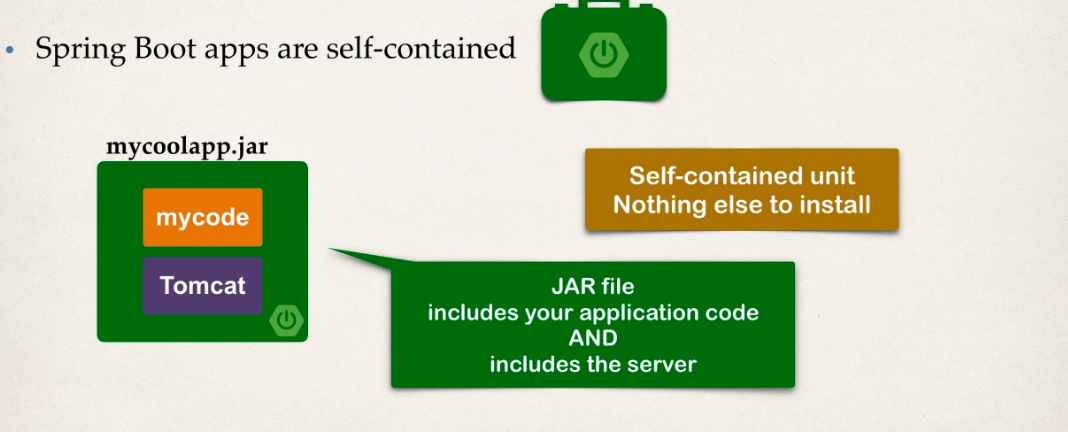 • Spring Boot apps are self-contained
mycoolapp.jar
mycode
Tomcat
Self-contained unit
Nothing else to install
JAR file
includes your application code
AND
includes the server